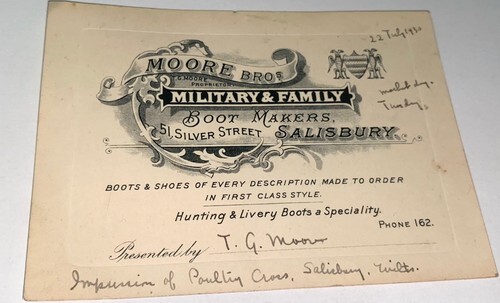 22 July 1930
MOORE BROS
T.G. MOORE
PROPRIETOR
MILITARY & FAMILY
BOOT MAKERS,
51, SILVER STREET
SALISBURY
Tuesday.
BOOTS & SHOES OF EVERY DESCRIPTION MADE TO ORDER
IN FIRST CLASS STYLE.
Hunting & Livery Boots a Speciality.
PHONE 162.
Presented by T. G. Moore
Impression of Poultry Cross, Salisbury, Wilts.